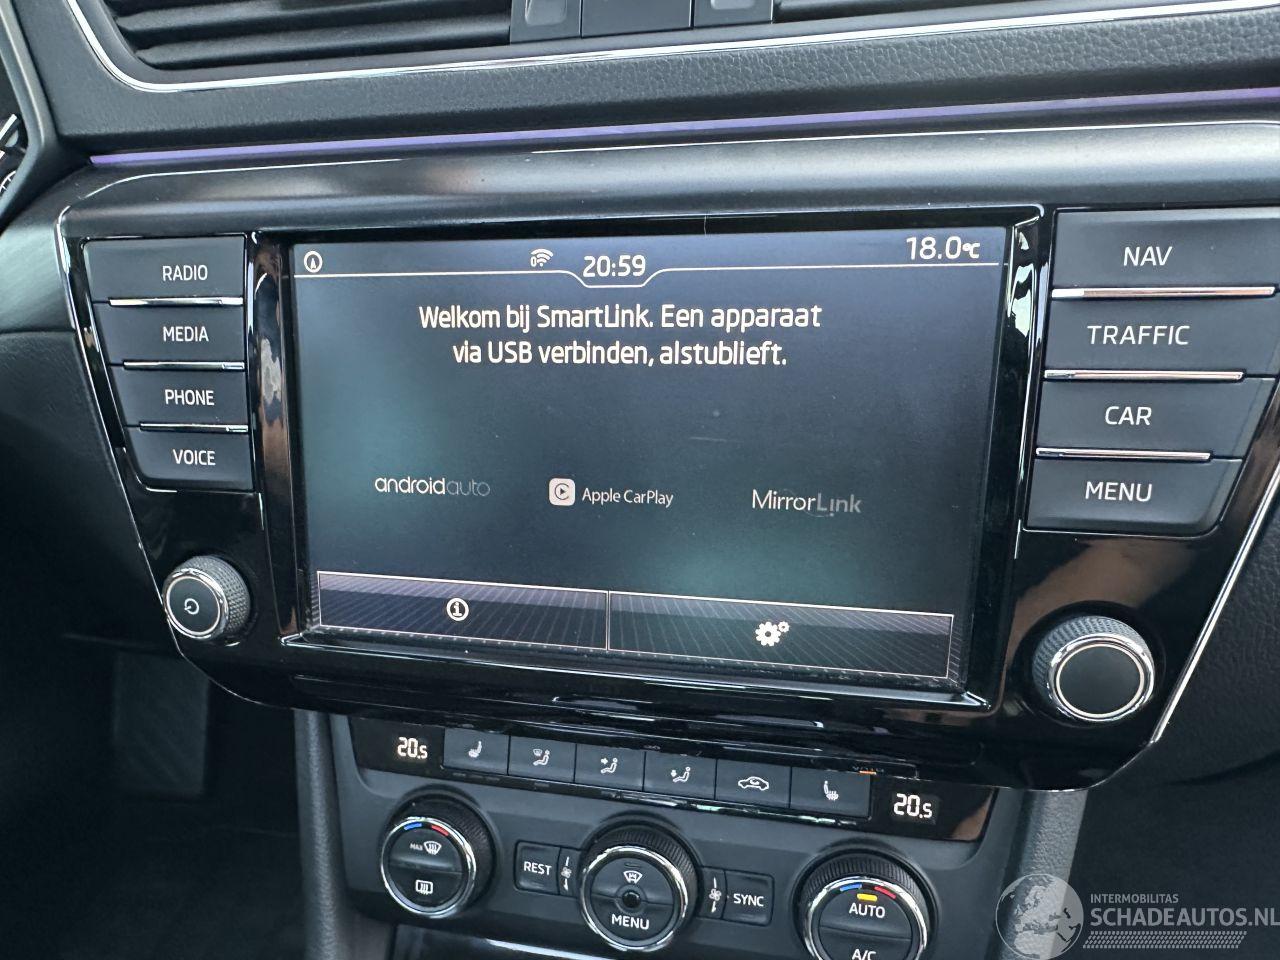 20:59
18.0°C
Welkom bij SmartLink. Een apparaat
via USB verbinden, alstublieft.
androidauto
Apple CarPlay
MirrorLink
RADIO
MEDIA
PHONE
VOICE
NAV
TRAFFIC
CAR
MENU
20.5
20.5
MAX
REST
MENU
SYNC
AUTO
A/C
INTERMOBILITAS
SCHADEAUTOS.NL